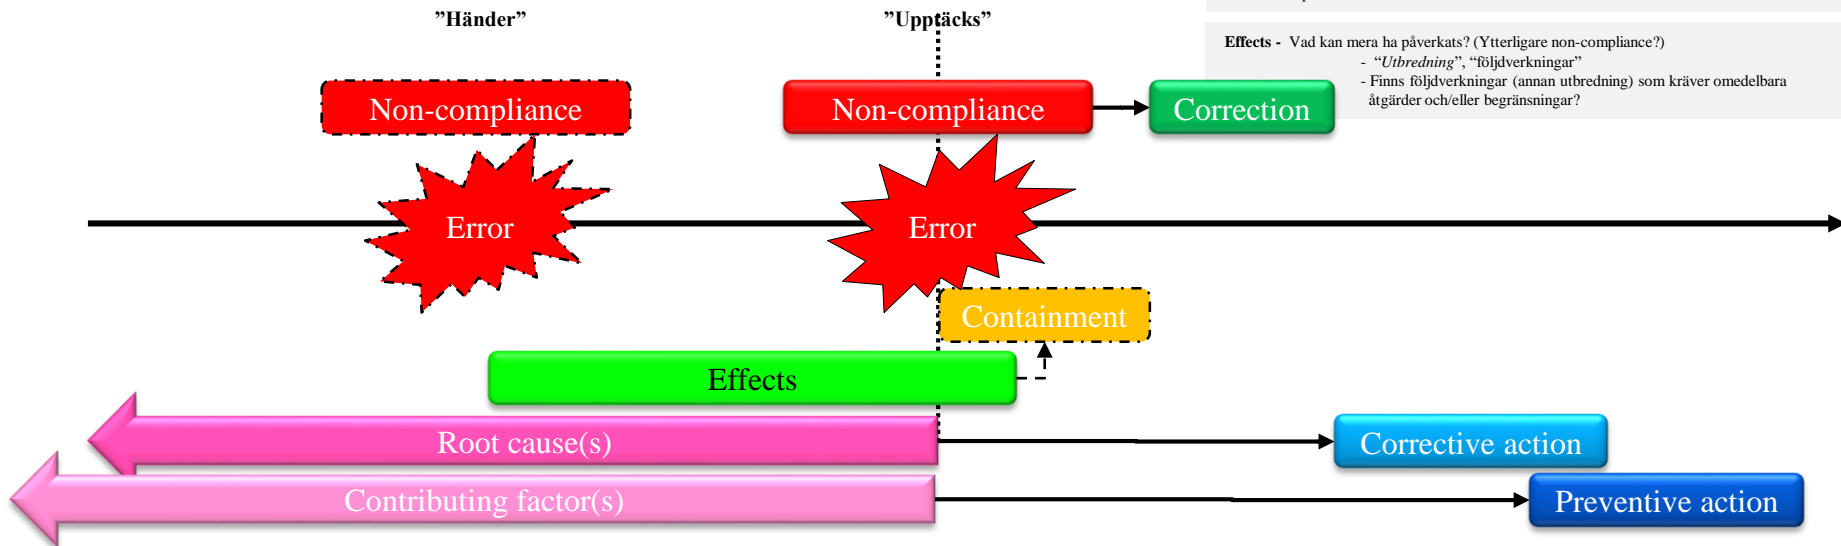 ”Händer”
”Upptäcks”
Effects - Vad kan mera ha påverkats? (Ytterligare non-compliance?)
- “Utbredning”, “följdverkningar”
- Finns följdverkningar (annan utbredning) som kräver omedelbara
åtgärder och/eller begränsningar?
Non-compliance
Non-compliance
Correction
Error
Error
Containment
Effects
Root cause(s)
Corrective action
Contributing factor(s)
Preventive action